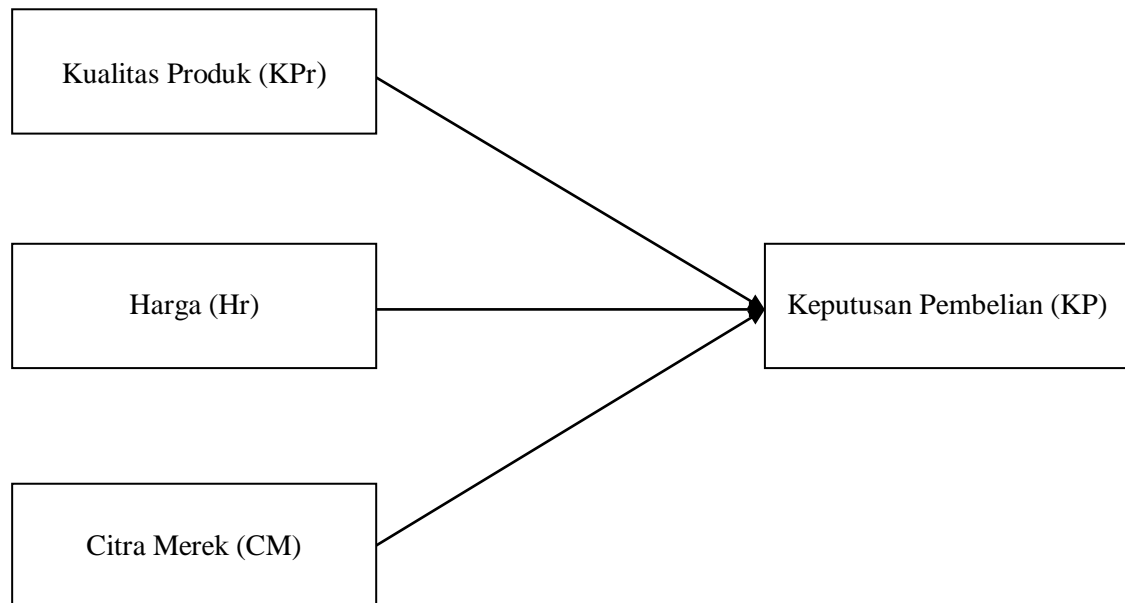 Kualitas Produk (KPr)
Harga (Hr)
Keputusan Pembelian (KP)
Citra Merek (CM)